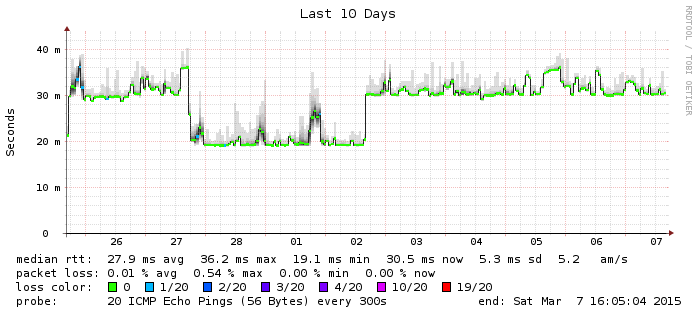 Last 10 Days
RRDTOOL / TOBI OETIKER
Seconds
40 m
30 m
20 m
10 m
0
26 27 28 01 02 03 04 05 06 07
median rtt: 27.9 ms avg 36.2 ms max 19.1 ms min 30.5 ms now 5.3 ms sd 5.2 am/s
packet loss: 0.01 % avg 0.54 % max 0.00 % min 0.00 % now
loss color: 0 1/20 2/20 3/20 4/20 10/20 19/20
probe: 20 ICMP Echo Pings (56 Bytes) every 300s end: Sat Mar 7 16:05:04 2015